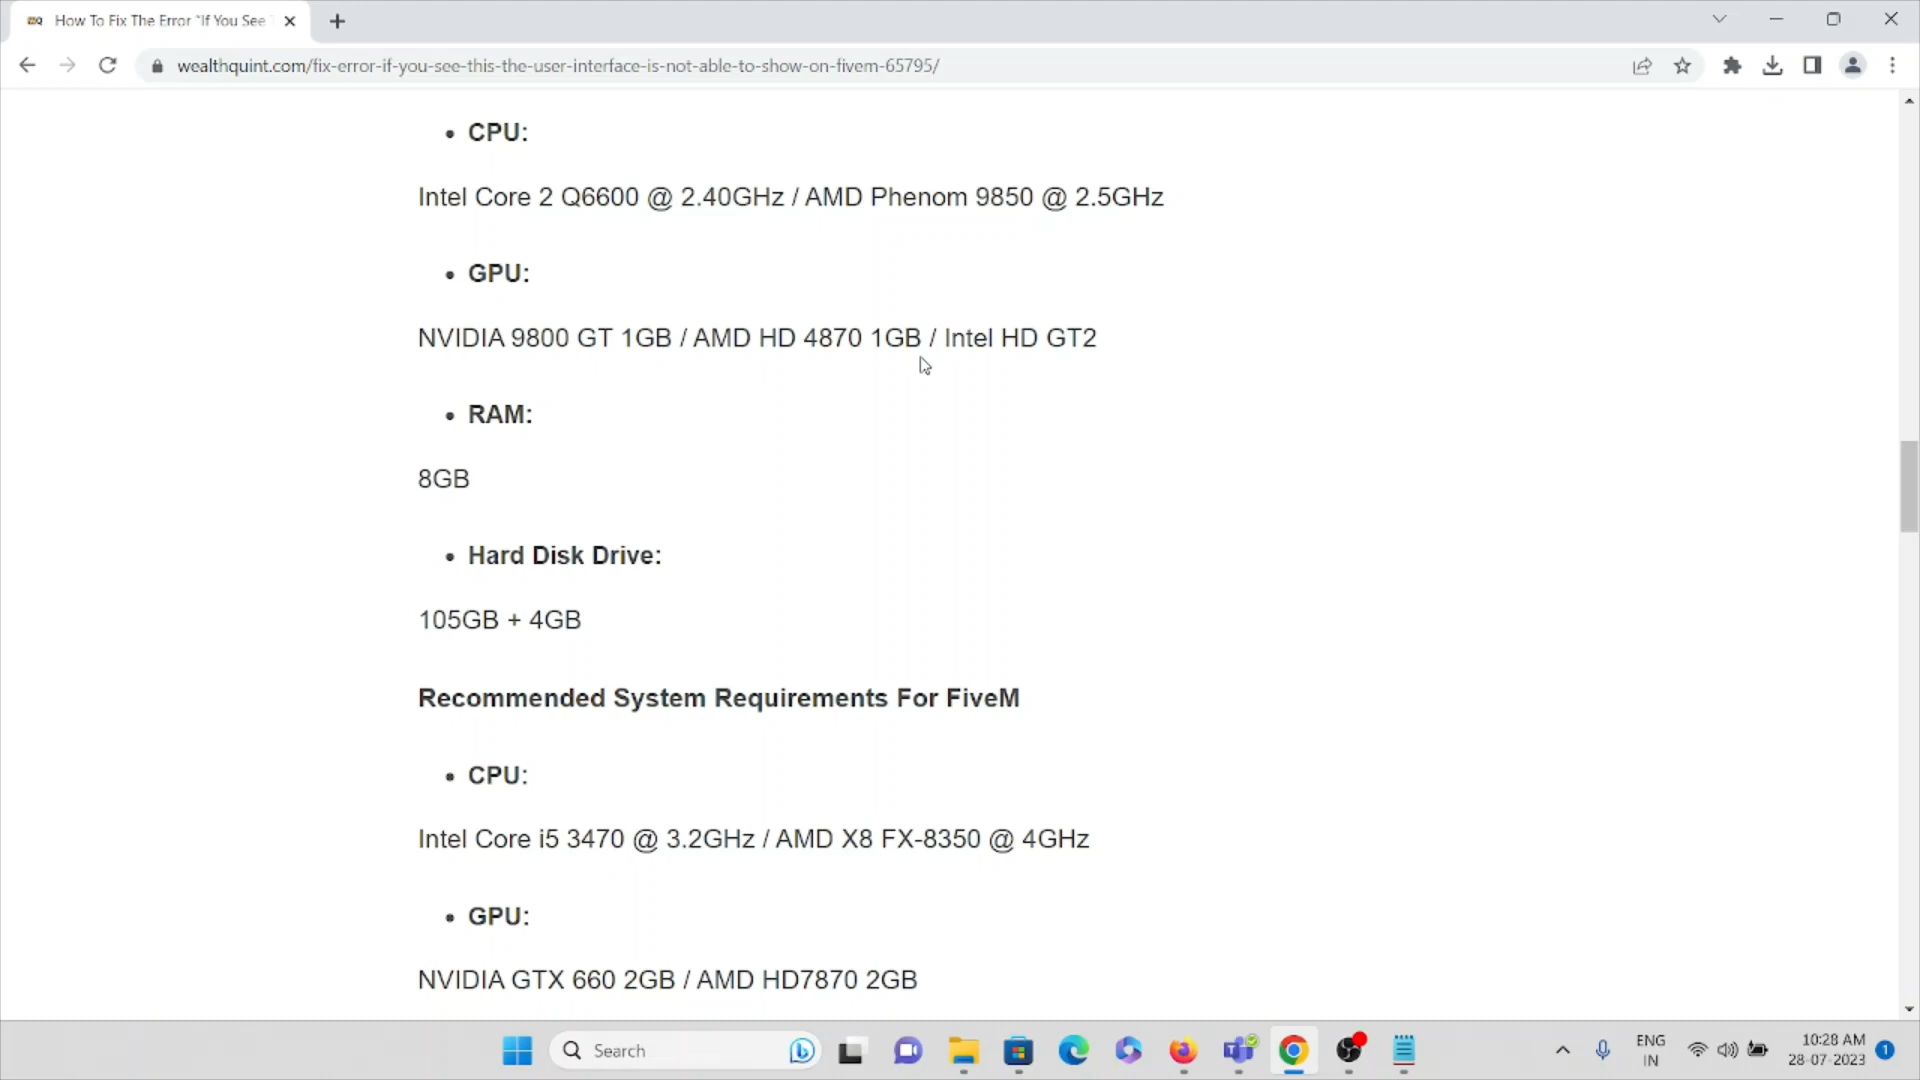 How To Fix The Error "If You See
wealthquint.com/fix-error-if-you-see-this-the-user-interface-is-not-able-to-show-on-fivem-65795/
• CPU:
Intel Core 2 Q6600 @ 2.40GHz / AMD Phenom 9850 @ 2.5GHz
• GPU:
NVIDIA 9800 GT 1GB / AMD HD 4870 1GB / Intel HD GT2
• RAM:
8GB
• Hard Disk Drive:
105GB + 4GB
Recommended System Requirements For FiveM
• CPU:
Intel Core i5 3470 @ 3.2GHz / AMD X8 FX-8350 @ 4GHz
• GPU:
NVIDIA GTX 660 2GB / AMD HD7870 2GB
Search
ENG
IN
10:28 AM
28-07-2023
1